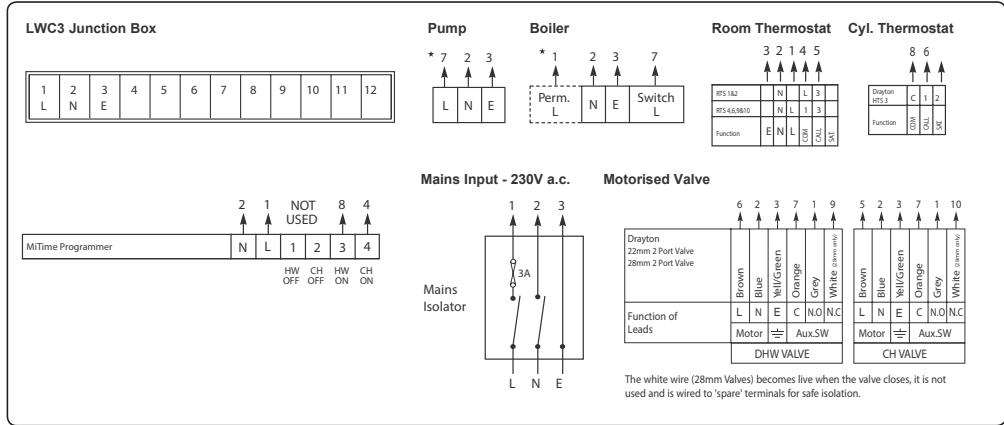 LWC3 Junction Box
1 2 3 4 5 6 7 8 9 10 11 12
L N E
Pump
* 7 2 3
L N E
Boiler
* 1 2 3 7
Perm. L N E Switch L
Room Thermostat
3 2 1 4 5
RTS 1&2 N L 3
RTS 4,6,9&10 N L 1 3
Function E N L COM CALL SAT.
Cyl. Thermostat
8 6
Drayton HTS 3 C 1 2
Function COM CALL SAT.
2 1 NOT USED 8 4
MiTime Programmer N L 1 2 3 4
HW OFF CH OFF HW ON CH ON
Mains Input - 230V a.c.
1 2 3
3A
Mains
Isolator
L N E
Motorised Valve
6 2 3 7 1 9 5 2 3 7 1 10
Drayton
22mm 2 Port Valve
28mm 2 Port Valve
Brown Blue Yell/Green Orange Grey White (28mm only) Brown Blue Yell/Green Orange Grey White (28mm only)
Function of
Leads
L N E C N.O N.C L N E C N.O N.C
Motor Aux.SW Motor Aux.SW
DHW VALVE CH VALVE
The white wire (28mm Valves) becomes live when the valve closes, it is not
used and is wired to 'spare' terminals for safe isolation.